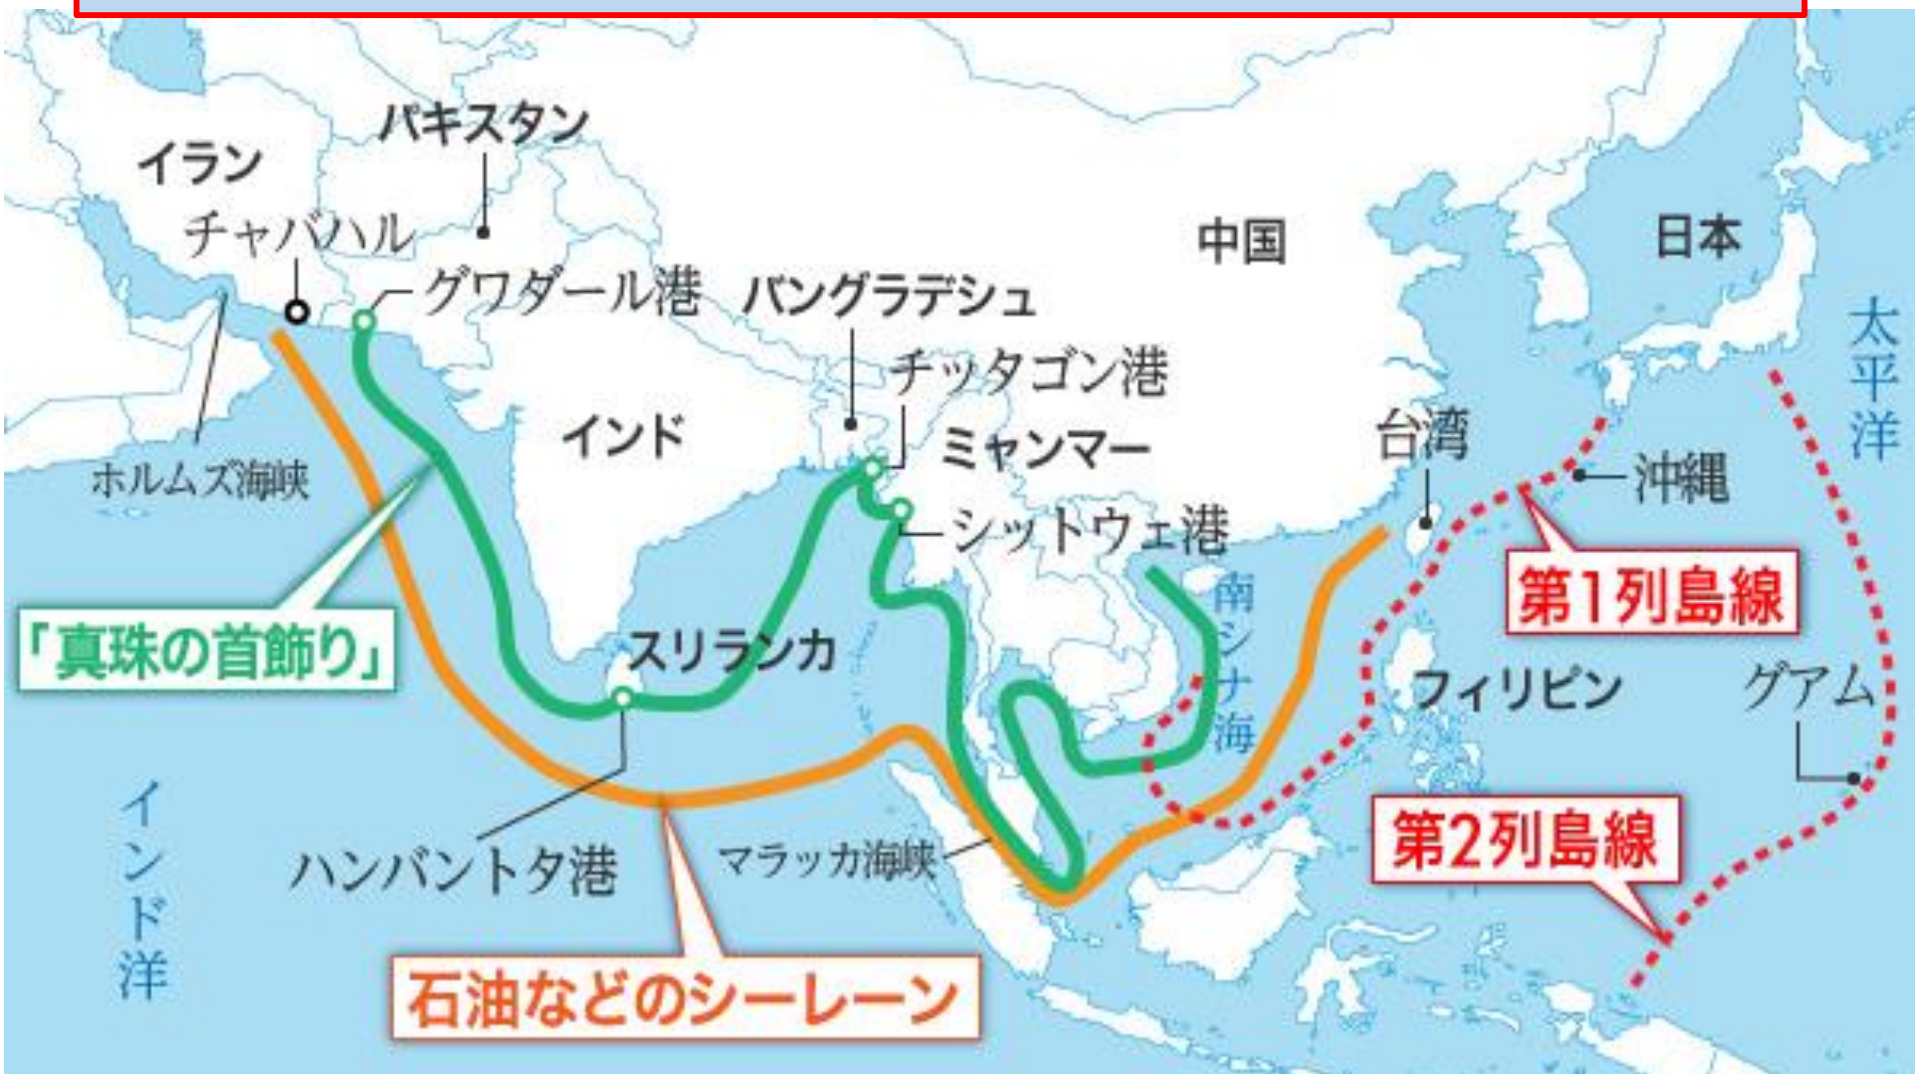 パキスタン
イラン
チャバハル
中国
日本
グワダール港
バングラデシュ
太平洋
チッタゴン港
インド
ミャンマー
台湾
ホルムズ海峡
沖縄
シットウェ港
南シナ海
第1列島線
「真珠の首飾り」
スリランカ
フィリピン
グアム
インド洋
ハンバントタ港
マラッカ海峡
第2列島線
石油などのシーレーン